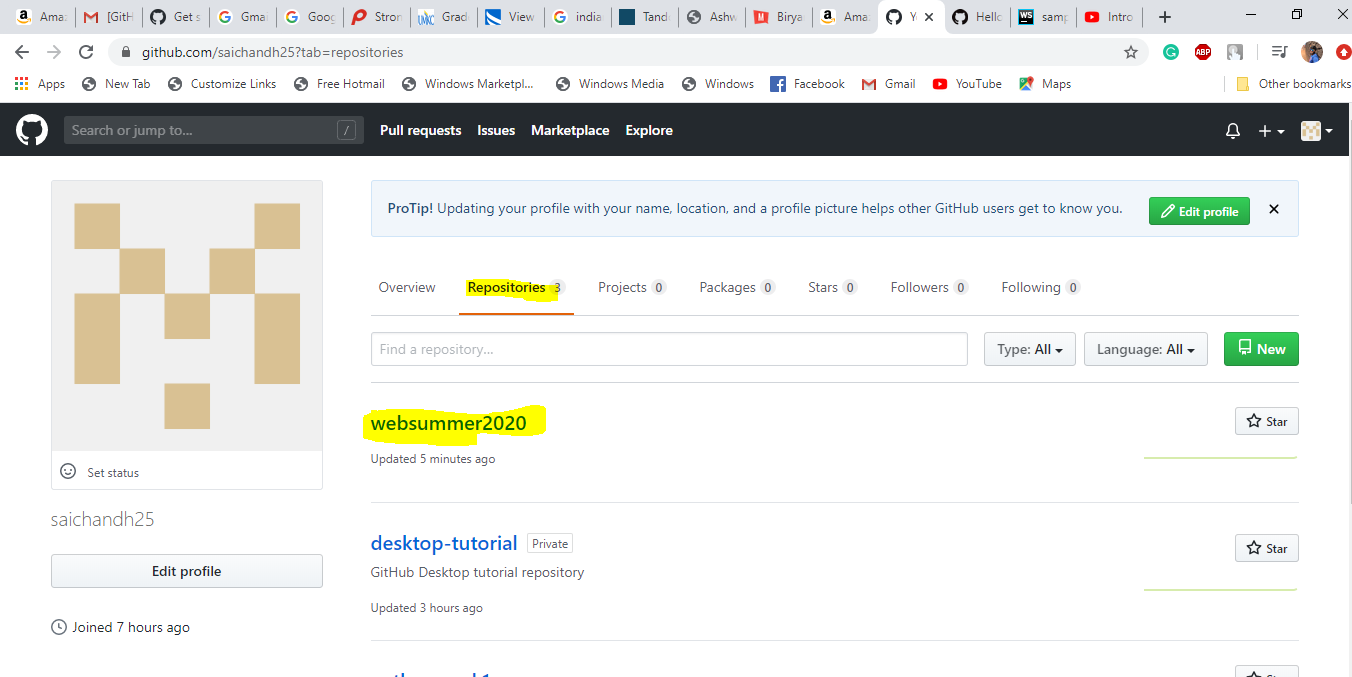 Ama
[GitH
Get s
Gmai
Goog
Stron
Grad
View
india
Tand
Ashw
Birya
Ama
Y
Hello
WS samp
Intro
github.com/saichandh25?tab=repositories
ABP
Apps New Tab Customize Links Free Hotmail Windows Marketpl... Windows Media Windows Facebook Gmail YouTube Maps Other bookmarks
Search or jump to... / Pull requests Issues Marketplace Explore
ProTip! Updating your profile with your name, location, and a profile picture helps other GitHub users get to know you. Edit profile
Overview Repositories 3 Projects 0 Packages 0 Stars 0 Followers 0 Following 0
Find a repository... Type: All Language: All New
websummer2020 Star
Updated 5 minutes ago
Set status
saichandh25
desktop-tutorial Private Star
GitHub Desktop tutorial repository
Edit profile
Updated 3 hours ago
Joined 7 hours ago